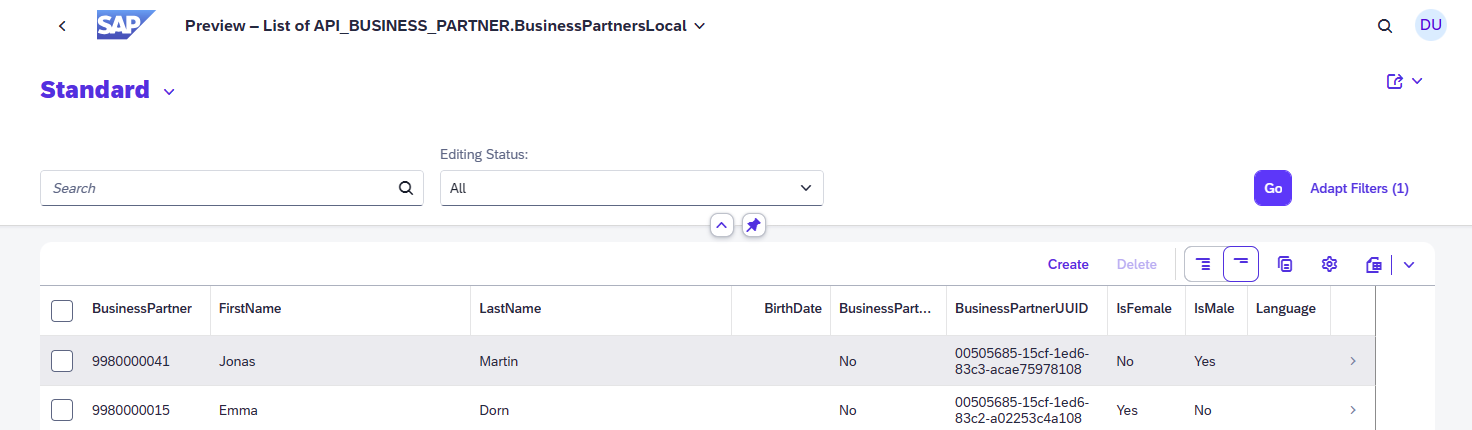 SAP Preview – List of API_BUSINESS_PARTNER.BusinessPartnersLocal DU
Standard
Editing Status:
Search All Go Adapt Filters (1)
Create Delete
BusinessPartner FirstName LastName BirthDate BusinessPart... BusinessPartnerUUID IsFemale IsMale Language
9980000041 Jonas Martin No 00505685-15cf-1ed6-83c3-acae75978108 No Yes
9980000015 Emma Dorn No 00505685-15cf-1ed6-83c2-a02253c4a108 Yes No